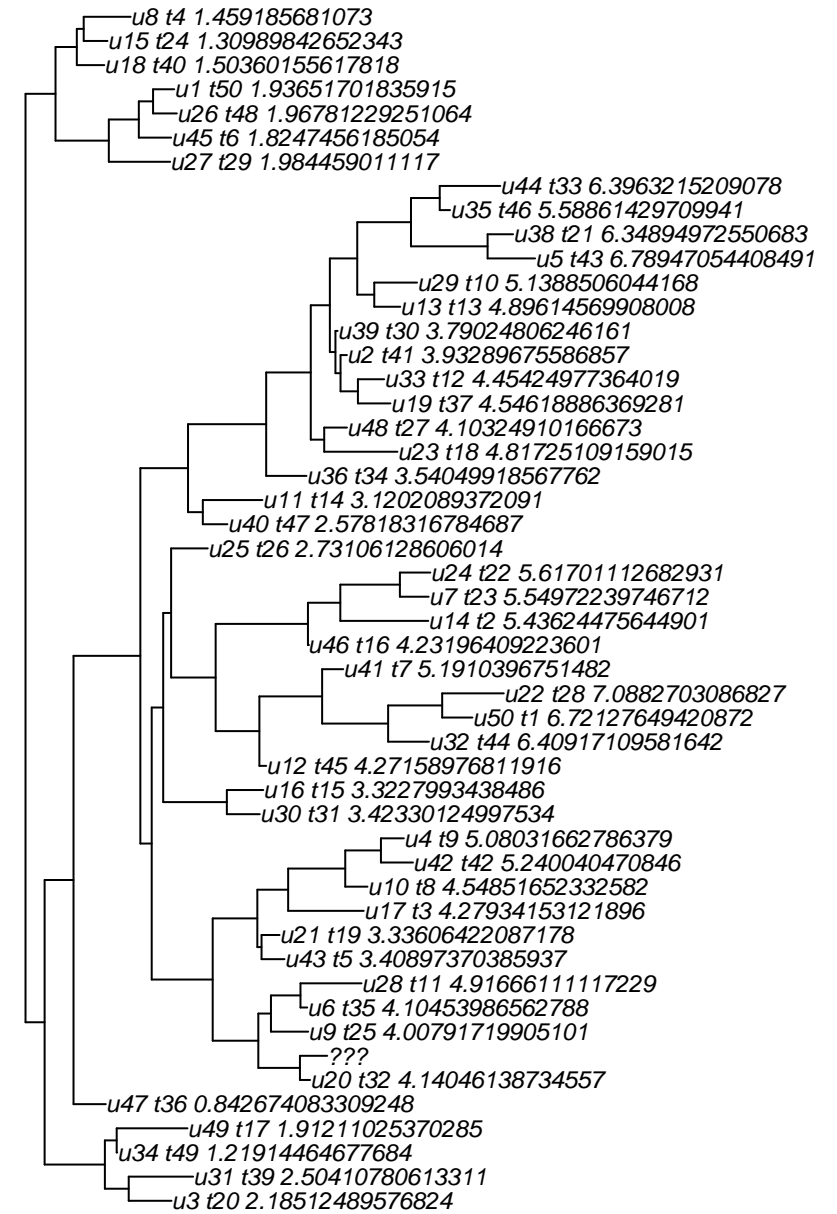 u8 t4 1.459185681073
u15 t24 1.30989842652343
u18 t40 1.50360155617818
u1 t50 1.93651701835915
u26 t48 1.96781229251064
u45 t6 1.8247456185054
u27 t29 1.984459011117
u44 t33 6.3963215209078
u35 t46 5.58861429709941
u38 t21 6.34894972550683
u5 t43 6.78947054408491
u29 t10 5.1388506044168
u13 t13 4.89614569908008
u39 t30 3.79024806246161
u2 t41 3.93289675586857
u33 t12 4.45424977364019
u19 t37 4.54618886369281
u48 t27 4.10324910166673
u23 t18 4.81725109159015
u36 t34 3.54049918567762
u11 t14 3.1202089372091
u40 t47 2.57818316784687
u25 t26 2.73106128606014
u24 t22 5.61701112682931
u7 t23 5.54972239746712
u14 t2 5.43624475644901
u46 t16 4.23196409223601
u41 t7 5.1910396751482
u22 t28 7.0882703086827
u50 t1 6.72127649420872
u32 t44 6.40917109581642
u12 t45 4.27158976811916
u16 t15 3.3227993438486
u30 t31 3.42330124997534
u4 t9 5.08031662786379
u42 t42 5.240040470846
u10 t8 4.54851652332582
u17 t3 4.27934153121896
u21 t19 3.33606422087178
u43 t5 3.40897370385937
u28 t11 4.91666111117229
u6 t35 4.10453986562788
u9 t25 4.00791719905101
???
u20 t32 4.14046138734557
u47 t36 0.842674083309248
u49 t17 1.91211025370285
u34 t49 1.21914464677684
u31 t39 2.50410780613311
u3 t20 2.18512489576824